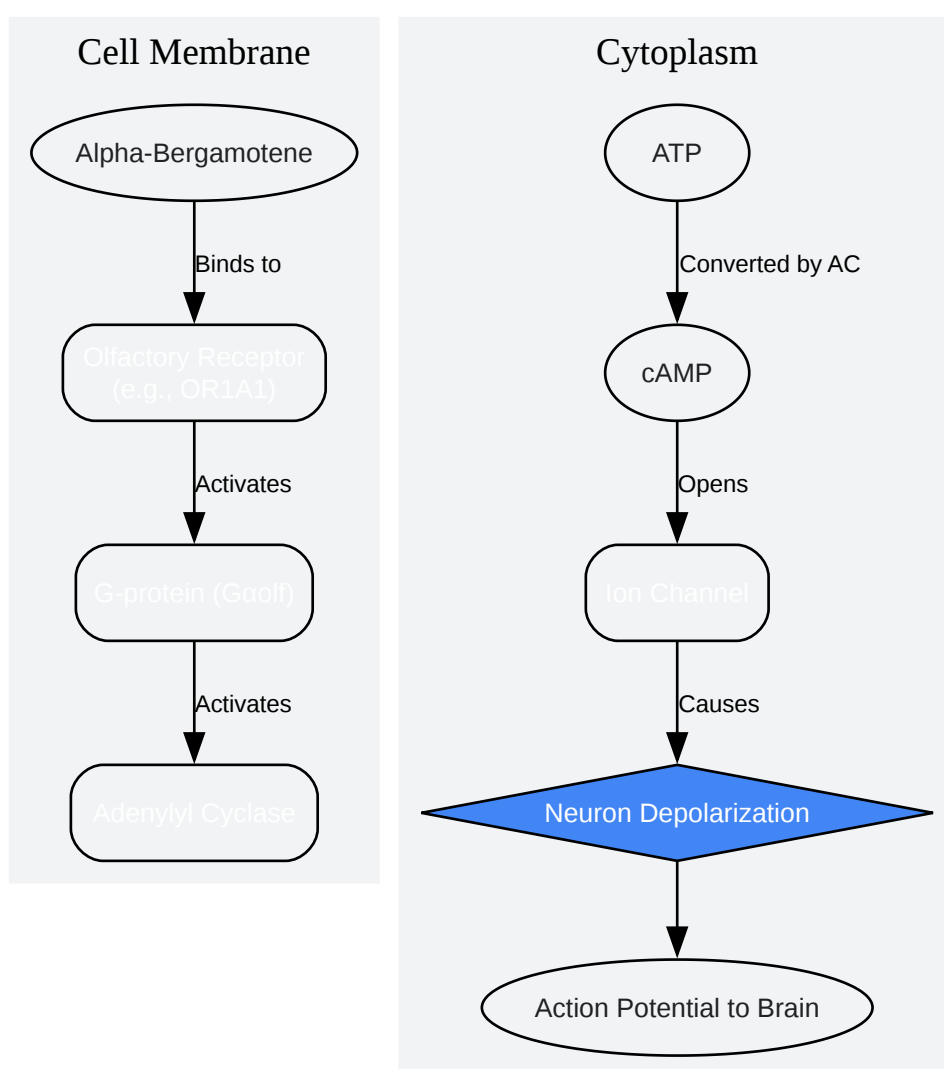 Cell Membrane
Alpha-Bergamotene
Binds to
Olfactory Receptor
(e.g., OR1A1)
Activates
G-protein (Gαolf)
Activates
Adenylyl Cyclase
Cytoplasm
ATP
Converted by AC
cAMP
Opens
Ion Channel
Causes
Neuron Depolarization
Action Potential to Brain